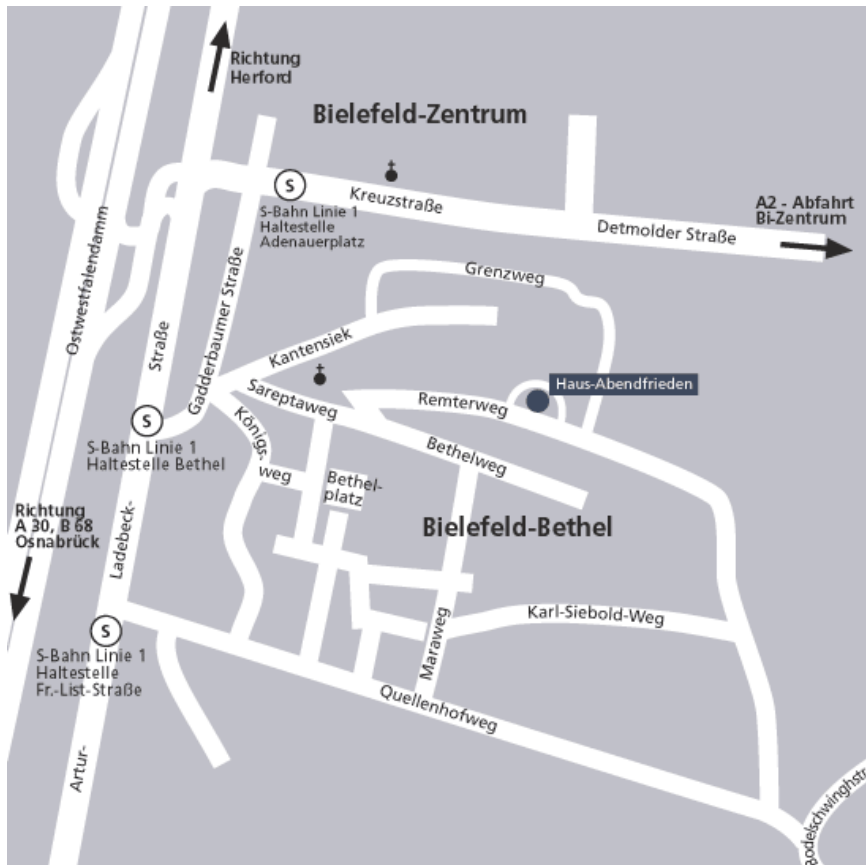 Richtung
Herford
Bielefeld-Zentrum
S
Kreuzstraße
A2 - Abfahrt
Bi-Zentrum
S-Bahn Linie 1
Haltestelle
Adenauerplatz
Detmolder Straße
Ostwestfalendamm
Grenzweg
Gadderbaumer Straße
Straße
Kantensiek
Haus-Abendfrieden
Sareptaweg
Remterweg
S
Königs-
weg
Bethelweg
S-Bahn Linie 1
Haltestelle Bethel
Bethel-
platz
Richtung
A 30, B 68
Osnabrück
Ladebeck-
Bielefeld-Bethel
S
Karl-Siebold-Weg
Maraweg
S-Bahn Linie 1
Haltestelle
Fr.-List-Straße
Quellenhofweg
Artur-
Bodelschwinghstr